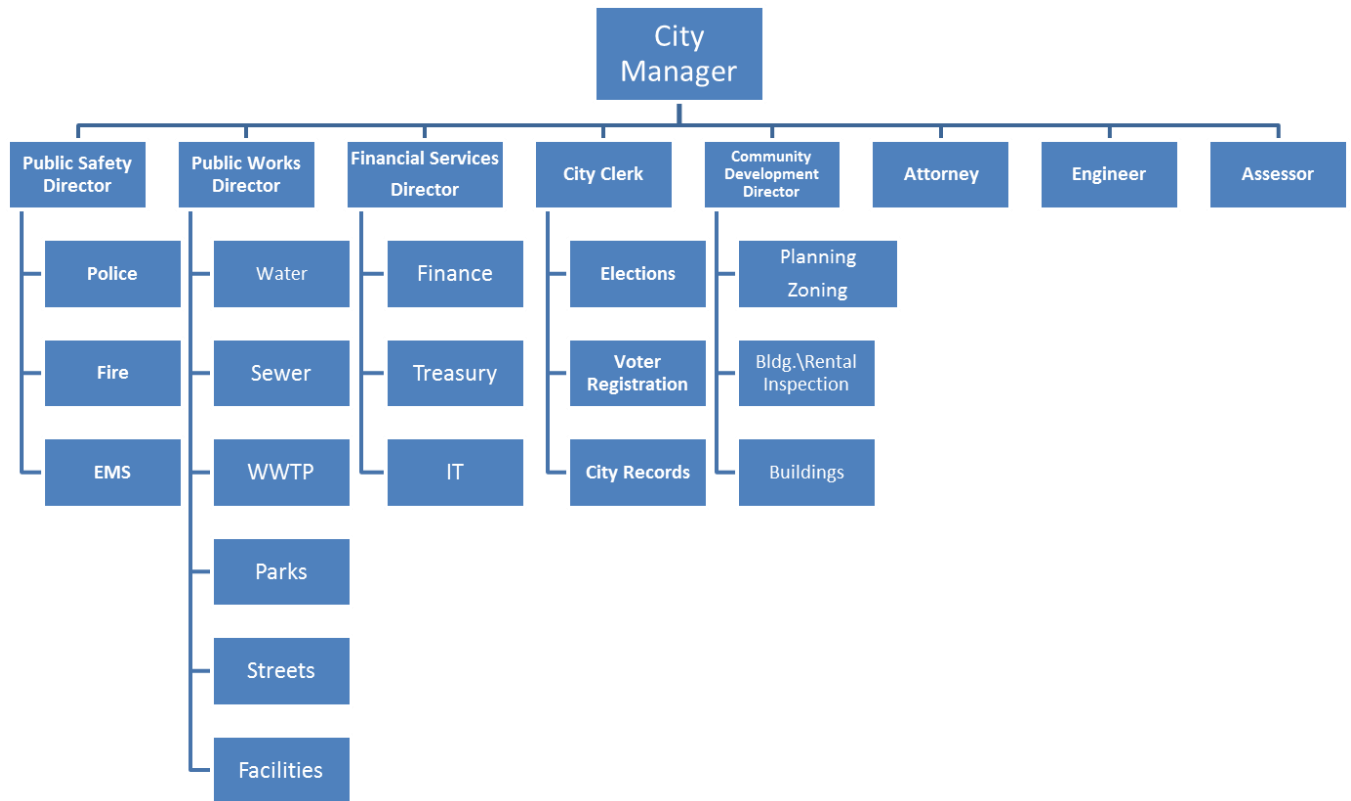 City
Manager
Public Safety
Director
Public Works
Director
Financial Services
Director
City Clerk
Community
Development
Director
Attorney
Engineer
Assessor
Police
Water
Finance
Elections
Planning
Zoning
Fire
Sewer
Treasury
Voter
Registration
Bldg.\Rental
Inspection
EMS
WWTP
IT
City Records
Buildings
Parks
Streets
Facilities